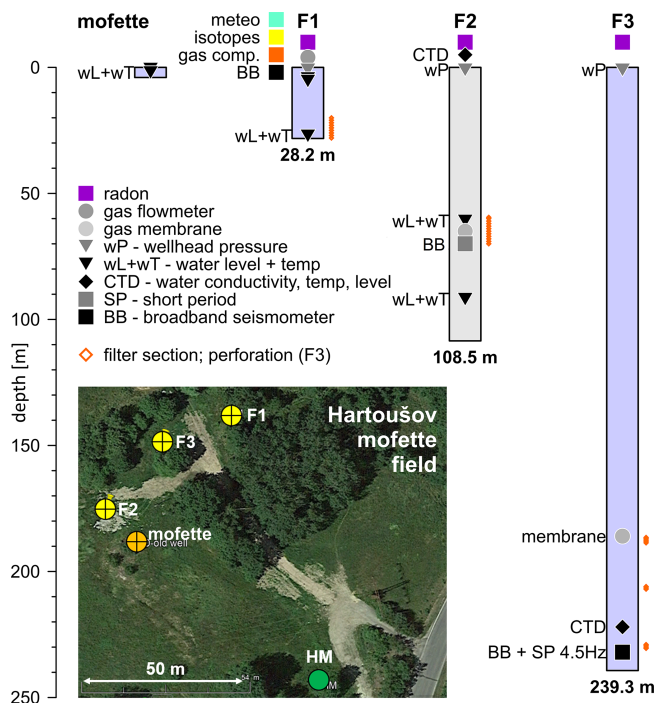 mofette
meteo
isotopes
gas comp.
BB
F1
F2
F3
CTD
wP
wP
0
wL+wT
wL+wT
28.2 m
50
radon
gas flowmeter
gas membrane
wP - wellhead pressure
wL+wT - water level + temp
CTD - water conductivity, temp, level
SP - short period
BB - broadband seismometer
filter section; perforation (F3)
wL+wT
BB
wL+wT
100
108.5 m
depth [m]
150
200
250
Hartoušov
mofette
field
F1
F3
F2
mofette
old well
HM
50 m
membrane
CTD
BB + SP 4.5Hz
239.3 m